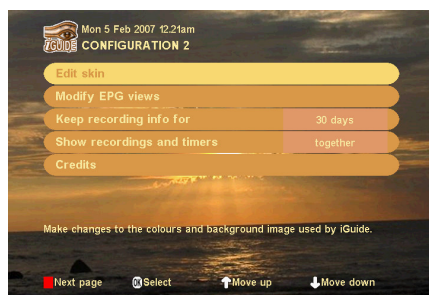 iGUIDE
Mon 5 Feb 2007 12.21am
CONFIGURATION 2
Edit skin
Modify EPG views
Keep recording info for 30 days
Show recordings and timers together
Credits
Make changes to the colours and background image used by iGuide.
Next page OK Select Move up Move down